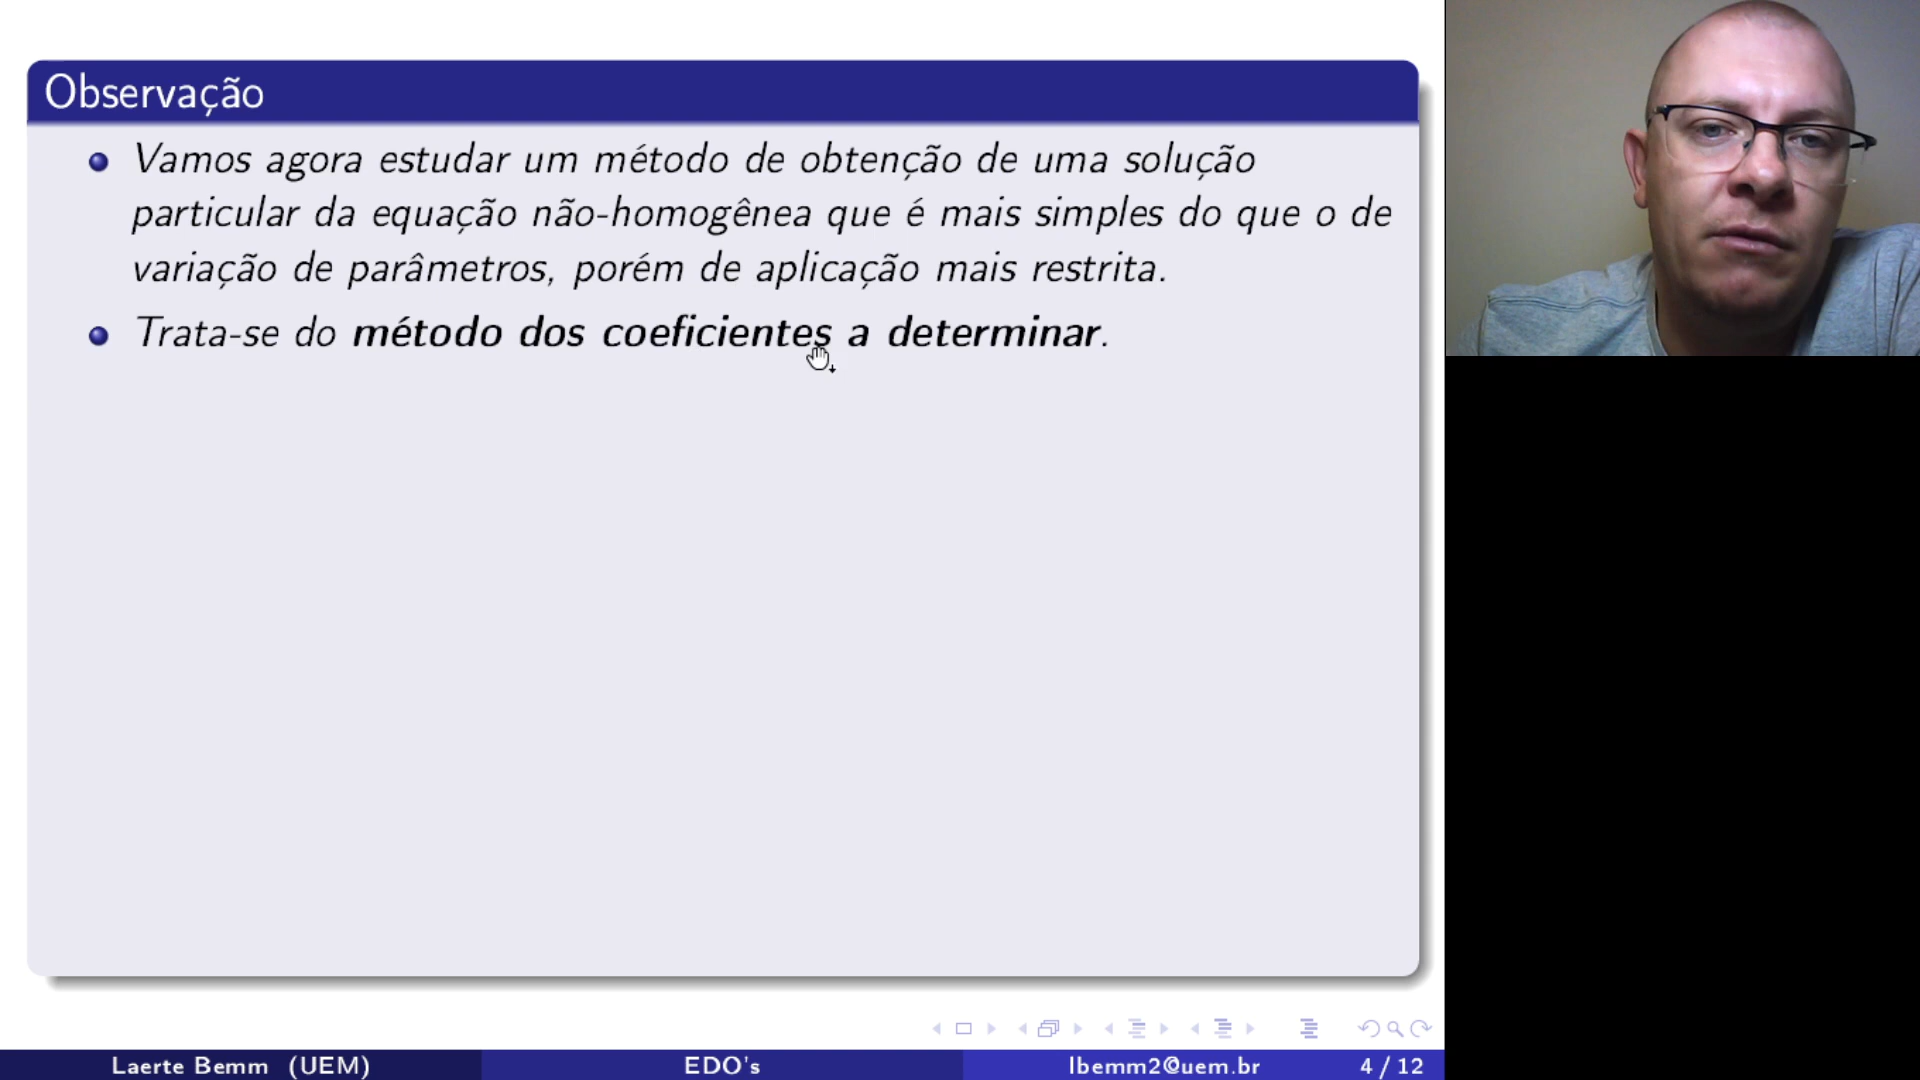 Observação
Vamos agora estudar um método de obtenção de uma solução
particular da equação não-homogênea que é mais simples do que o de
variação de parâmetros, porém de aplicação mais restrita.
Trata-se do método dos coeficientes a determinar.
Laerte Bemm (UEM) EDO's lbemm2@uem.br 4 / 12